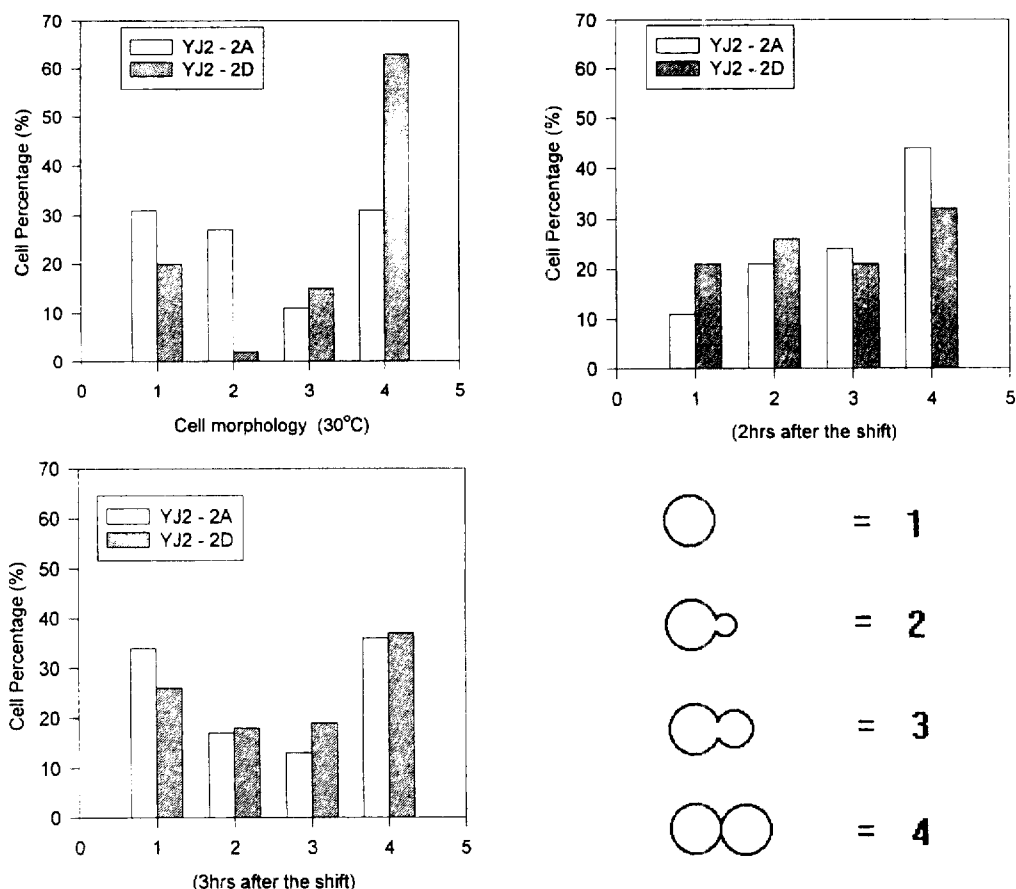 70
60
50
40
30
20
10
0
Cell Percentage (%)
YJ2 - 2A
YJ2 - 2D
0 1 2 3 4 5
Cell morphology (30°C)
70
60
50
40
30
20
10
0
Cell Percentage (%)
YJ2 - 2A
YJ2 - 2D
0 1 2 3 4 5
(2hrs after the shift)
70
60
50
40
30
20
10
0
Cell Percentage (%)
YJ2 - 2A
YJ2 - 2D
0 1 2 3 4 5
(3hrs after the shift)
= 1
= 2
= 3
= 4